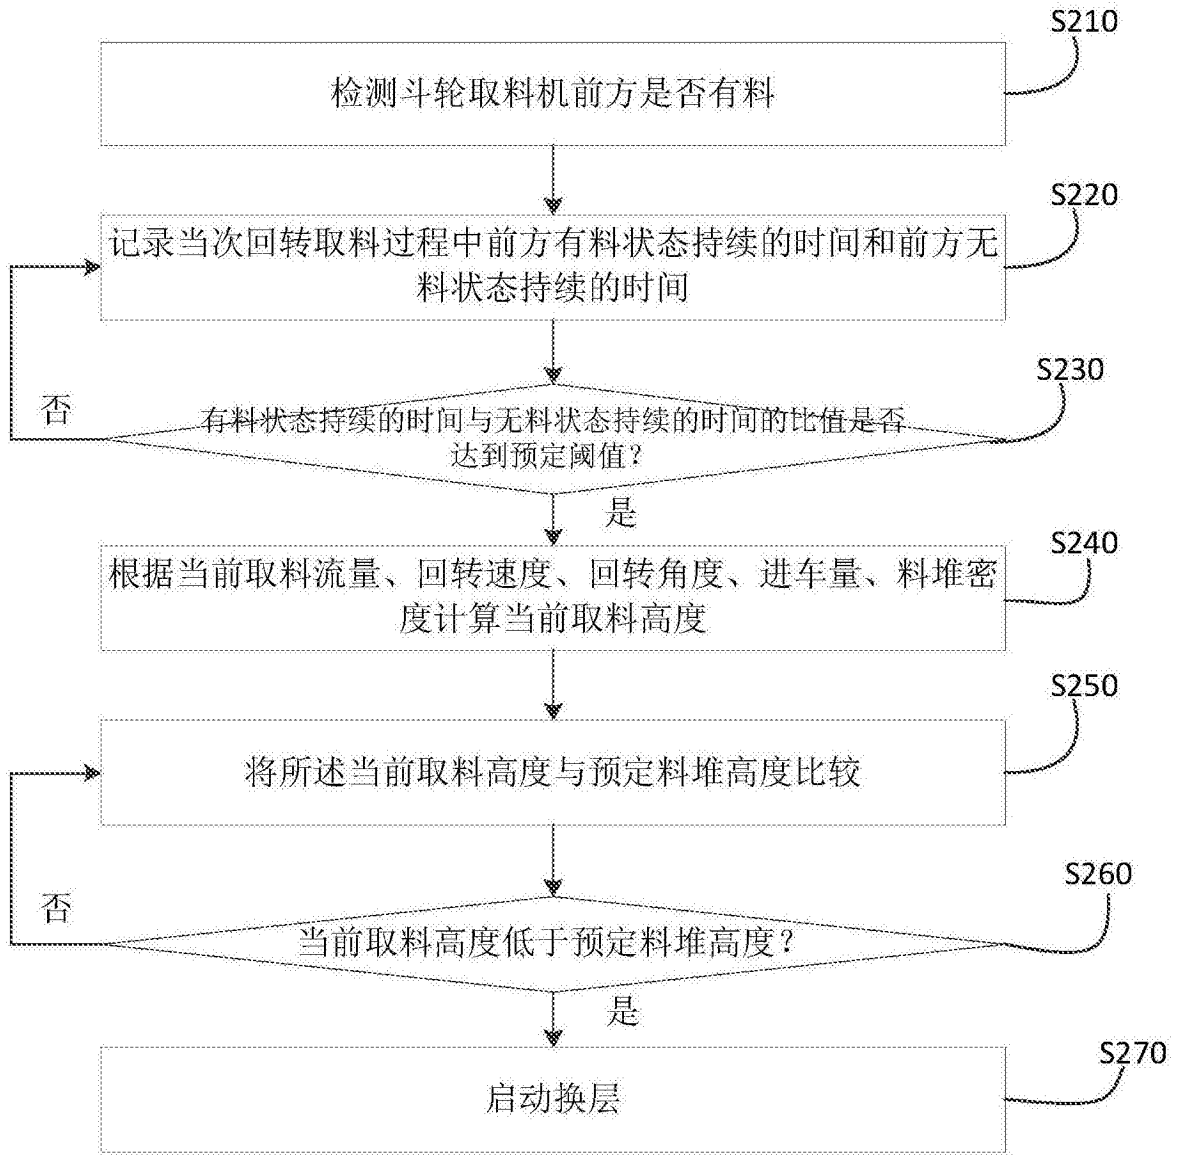 S210
检测斗轮取料机前方是否有料
S220
记录当次回转取料过程中前方有料状态持续的时间和前方无
料状态持续的时间
S230
否
有料状态持续的时间与无料状态持续的时间的比值是否
达到预定阈值？
是
S240
根据当前取料流量、回转速度、回转角度、进车量、料堆密
度计算当前取料高度
S250
将所述当前取料高度与预定料堆高度比较
S260
否
当前取料高度低于预定料堆高度？
是
S270
启动换层